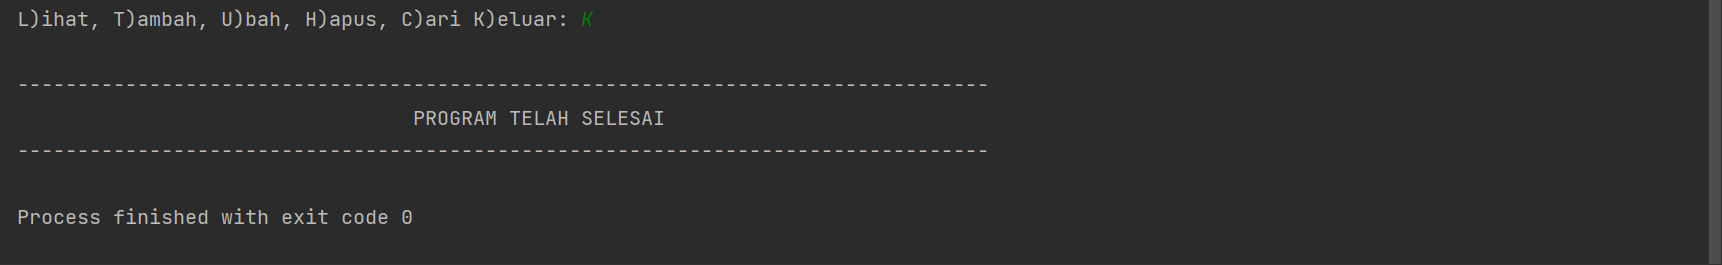 L)ihat, T)ambah, U)bah, H)apus, C)ari K)eluar: K
---------------------------------------------------------------------------------
PROGRAM TELAH SELESAI
---------------------------------------------------------------------------------
Process finished with exit code 0